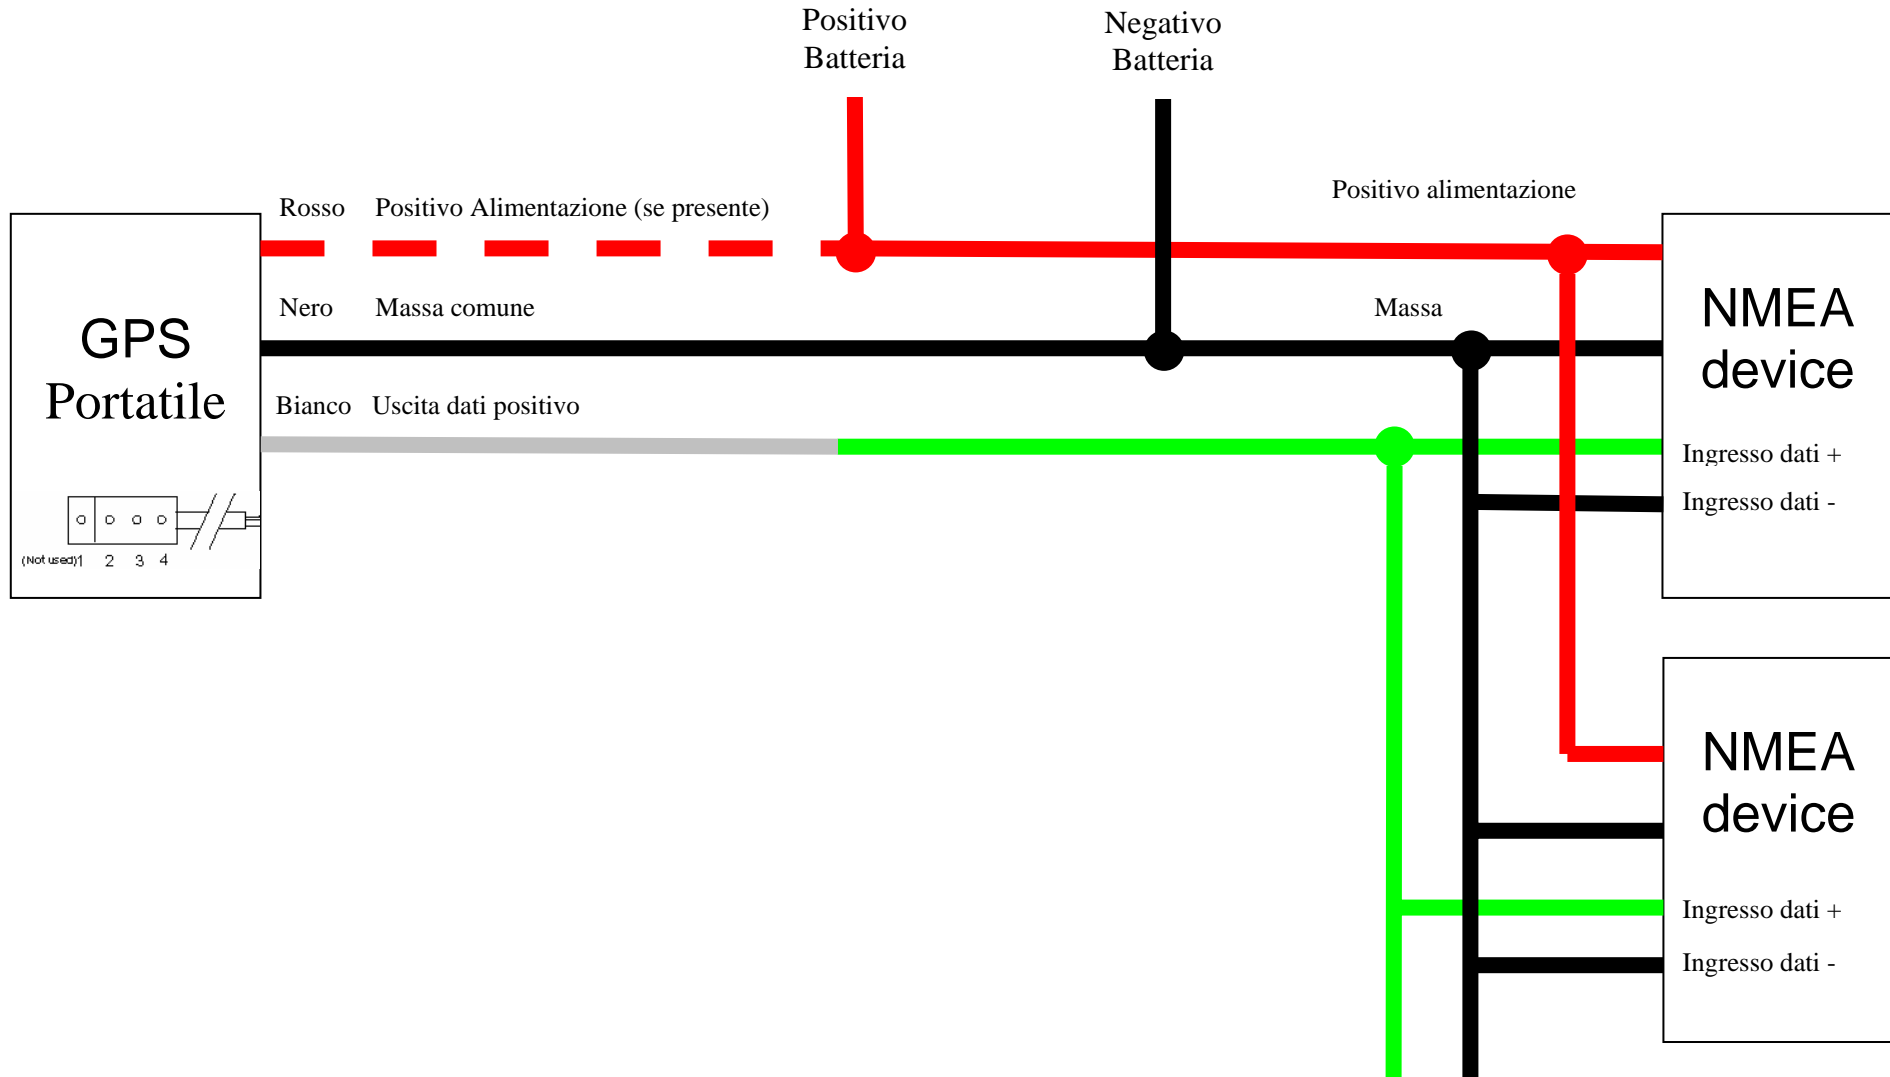 Positivo
Batteria
Negativo
Batteria
Positivo alimentazione
Rosso Positivo Alimentazione (se presente)
Nero Massa comune
Massa
GPS
Portatile
NMEA
device
Bianco Uscita dati positivo
Ingresso dati +
Ingresso dati -
(Not used) 1 2 3 4
NMEA
device
Ingresso dati +
Ingresso dati -